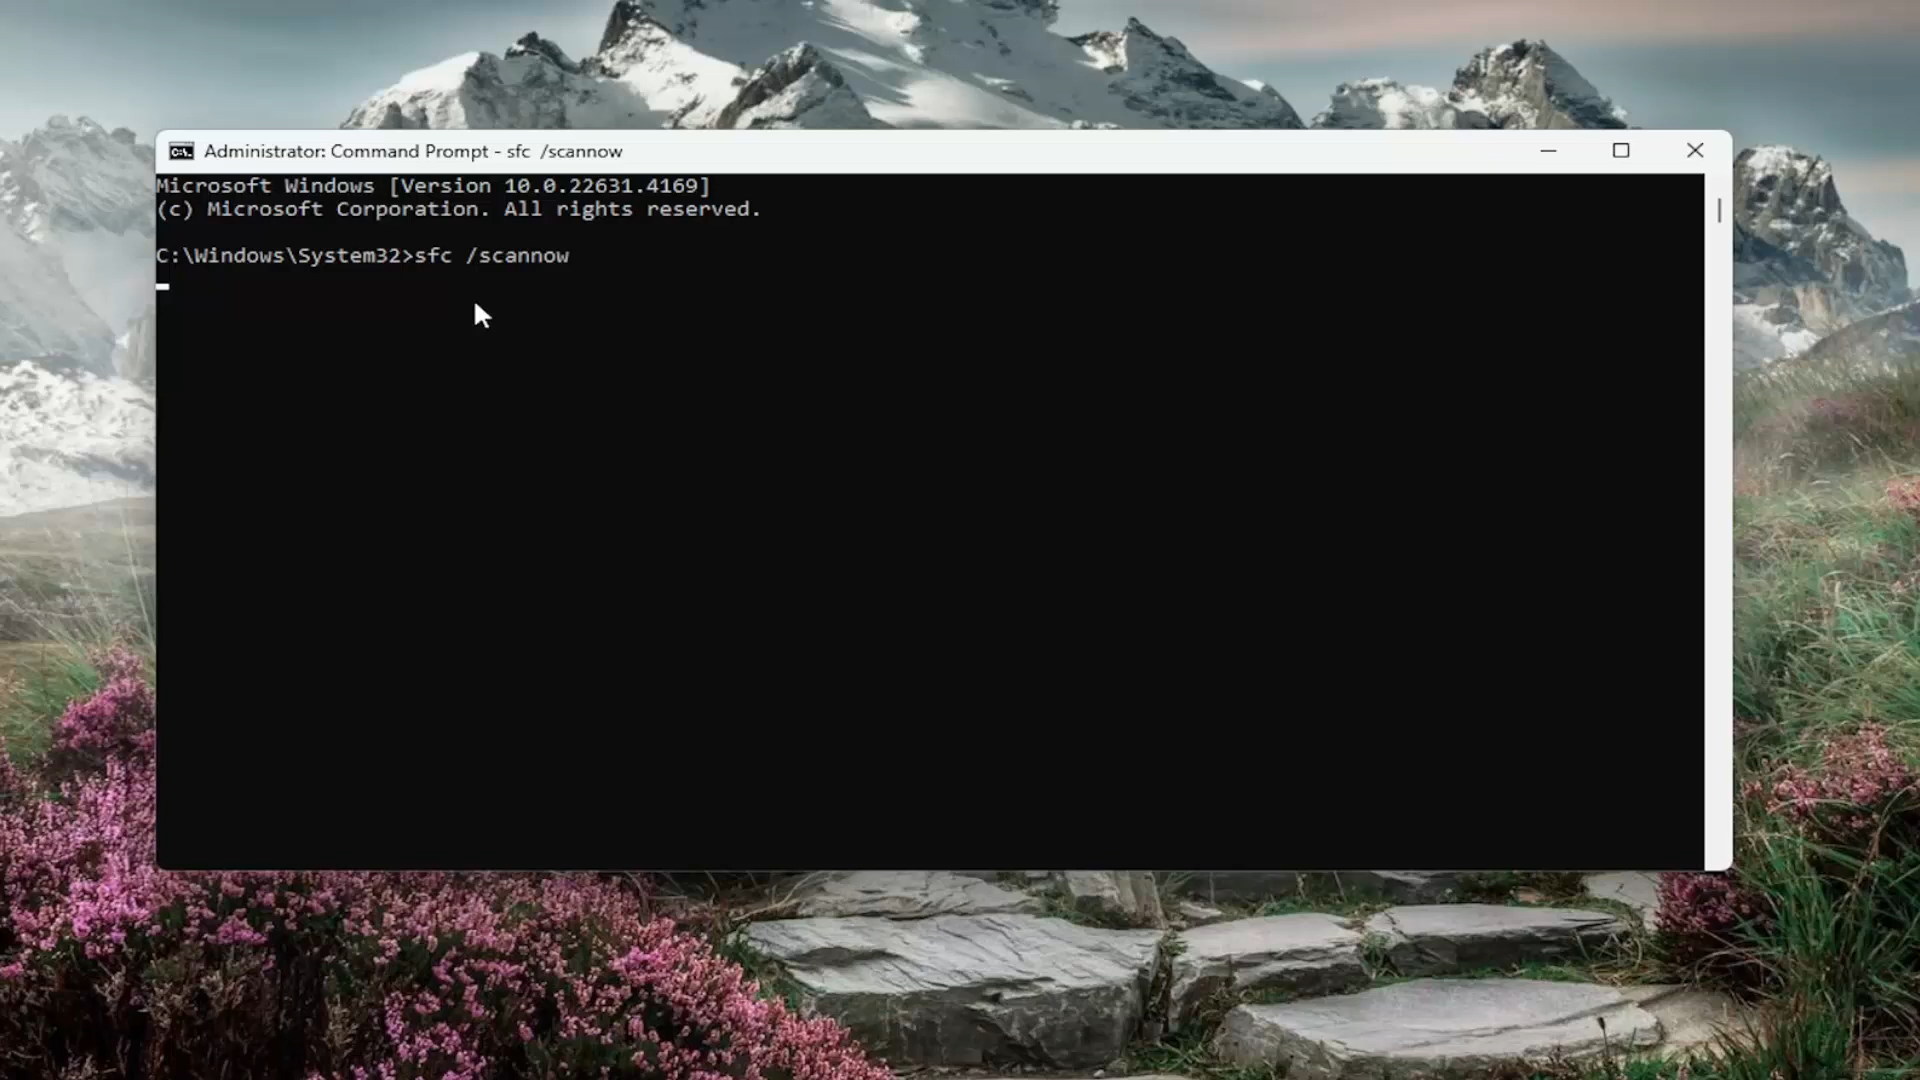 Administrator: Command Prompt - sfc  /scannow
Microsoft Windows [Version 10.0.22631.4169]
(c) Microsoft Corporation. All rights reserved.
C:\Windows\System32>sfc /scannow